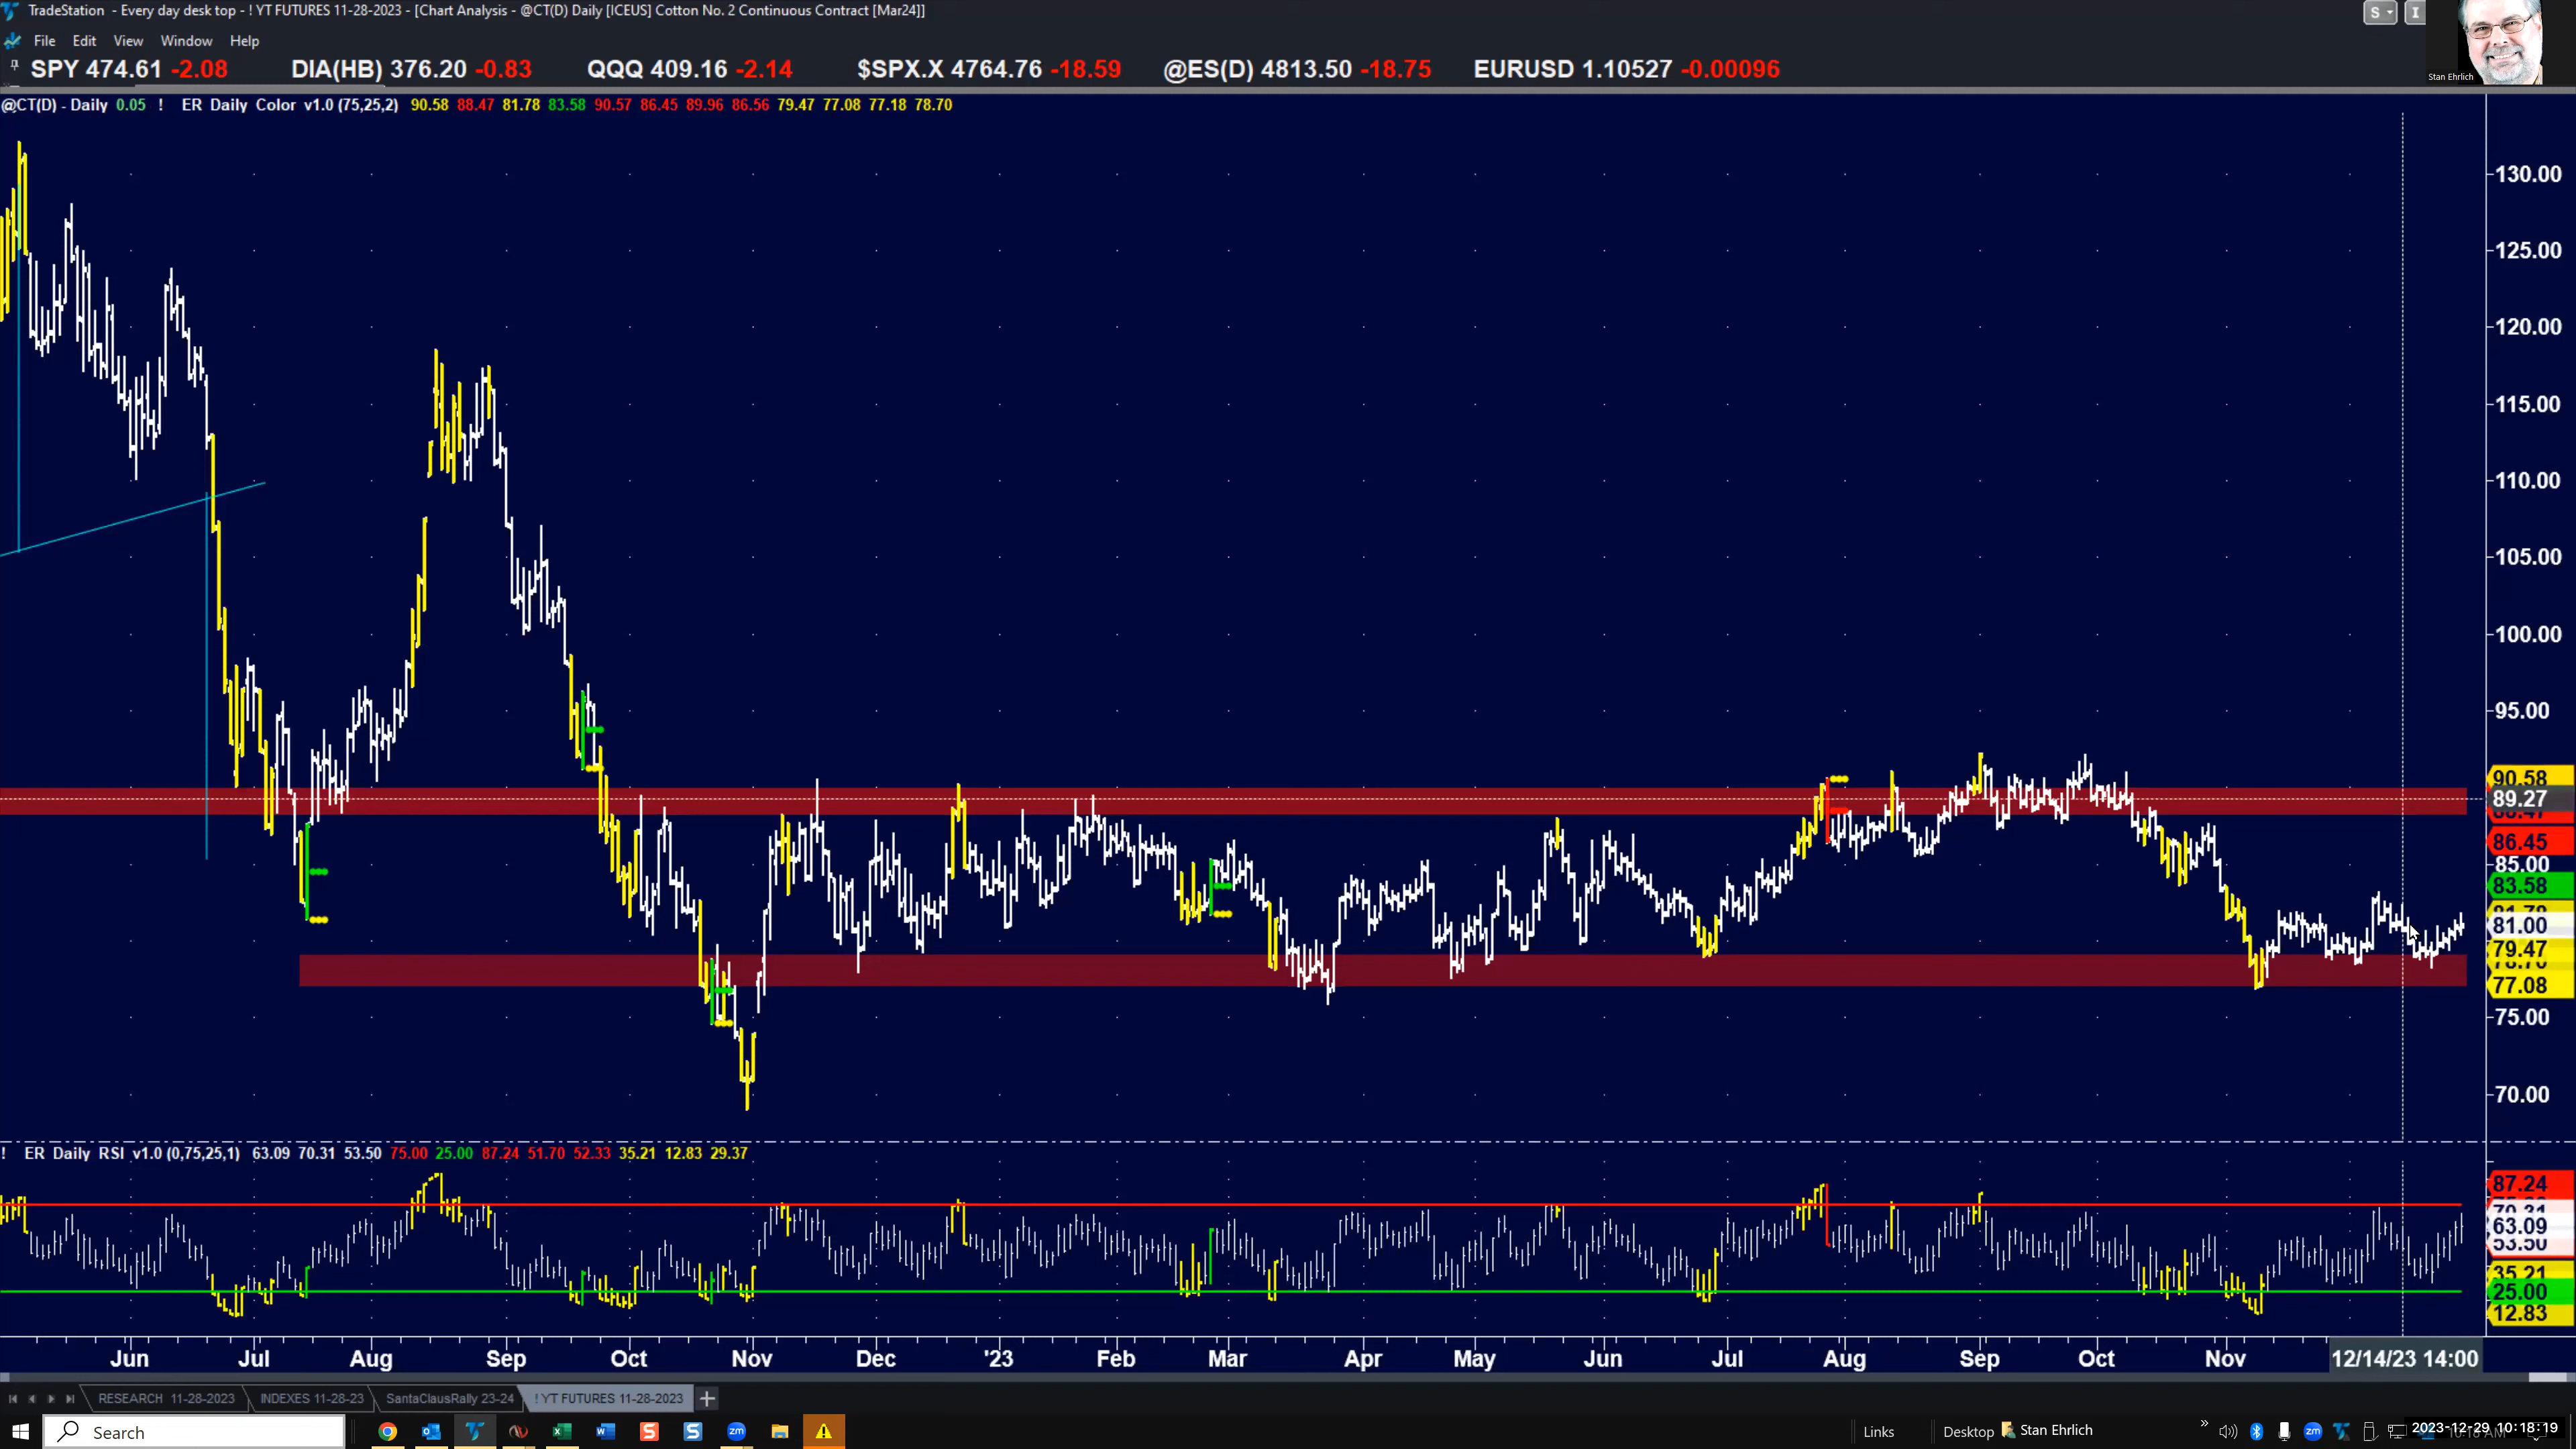 TradeStation - Every day desk top - ! YT FUTURES 11-28-2023 - [Chart Analysis - @CT(D) Daily [ICEUS] Cotton No. 2 Continuous Contract [Mar24]]
S I
File Edit View Window Help
Stan Ehrlich
SPY 474.61 -2.08 DIA(HB) 376.20 -0.83 QQQ 409.16 -2.14 $SPX.X 4764.76 -18.59 @ES(D) 4813.50 -18.75 EURUSD 1.10527 -0.00096
@CT(D) - Daily 0.05 ! ER Daily Color v1.0 (75,25,2) 90.58 88.47 81.78 83.58 90.57 86.45 89.96 86.56 79.47 77.08 77.18 78.70
130.00
125.00
120.00
115.00
110.00
105.00
100.00
95.00
90.58
89.27
86.45
85.00
83.58
81.00
79.47
77.08
75.00
70.00
! ER Daily RSI v1.0 (0,75,25,1) 63.09 70.31 53.50 75.00 25.00 87.24 51.70 52.33 35.21 12.83 29.37
87.24
70.31
63.09
53.50
35.21
25.00
12.83
Jun Jul Aug Sep Oct Nov Dec '23 Feb Mar Apr May Jun Jul Aug Sep Oct Nov 12/14/23 14:00
RESEARCH 11-28-2023 INDEXES 11-28-23 SantaClausRally 23-24 ! YT FUTURES 11-28-2023 +
Search Links Desktop Stan Ehrlich 2023-12-29 10:18:19